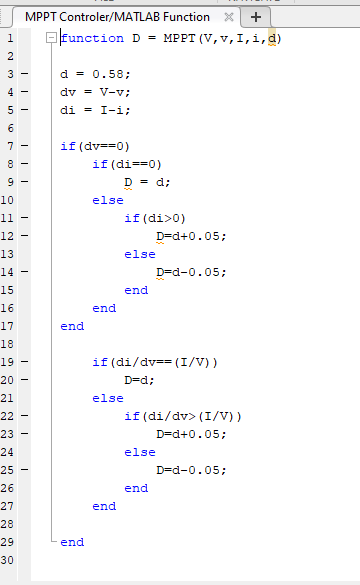 MPPT Controler/MATLAB Function × +
1 function D = MPPT(V,v,I,i,d)
2
3 - d = 0.58;
4 - dv = V-v;
5 - di = I-i;
6
7 - if(dv==0)
8 - if(di==0)
9 - D = d;
10 else
11 - if(di>0)
12 - D=d+0.05;
13 else
14 - D=d-0.05;
15 end
16 end
17 end
18
19 - if(di/dv==(I/V))
20 - D=d;
21 else
22 - if(di/dv>(I/V))
23 - D=d+0.05;
24 else
25 - D=d-0.05;
26 end
27 end
28
29 end
30